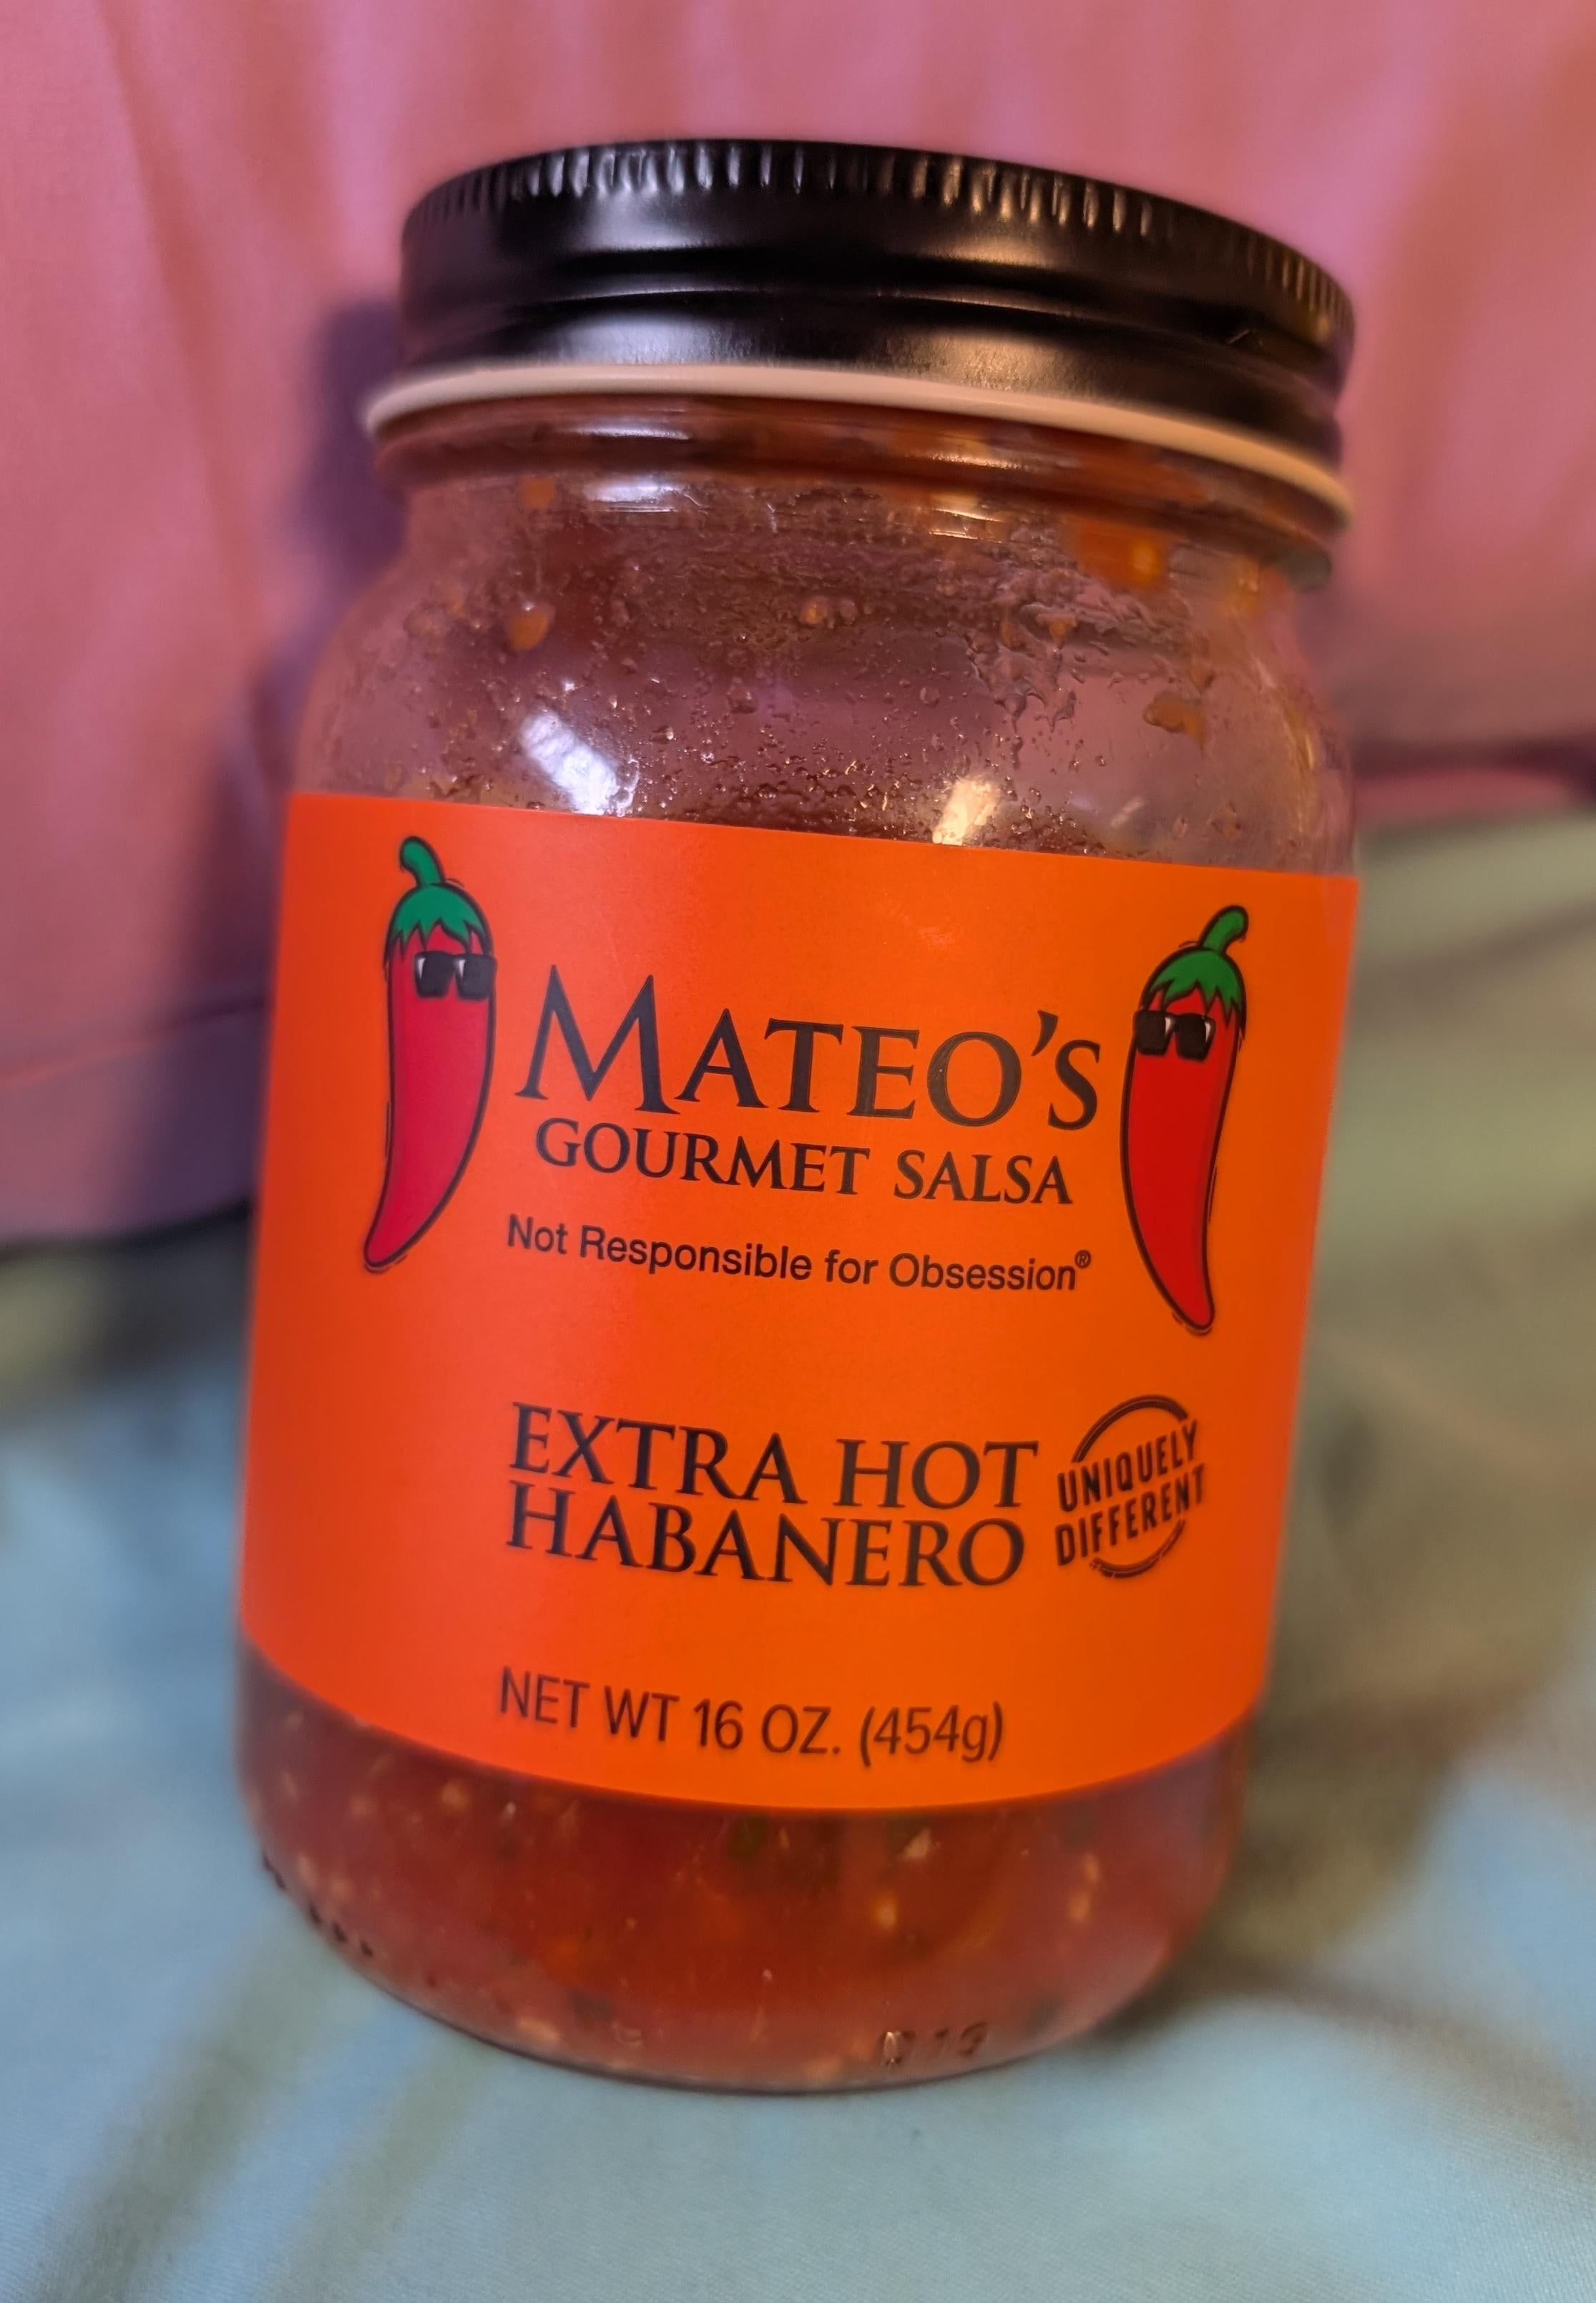 MATEO'S
GOURMET SALSA
Not Responsible for Obsession®
EXTRA HOT
HABANERO
UNIQUELY
DIFFERENT
NET WT 16 OZ. (454g)